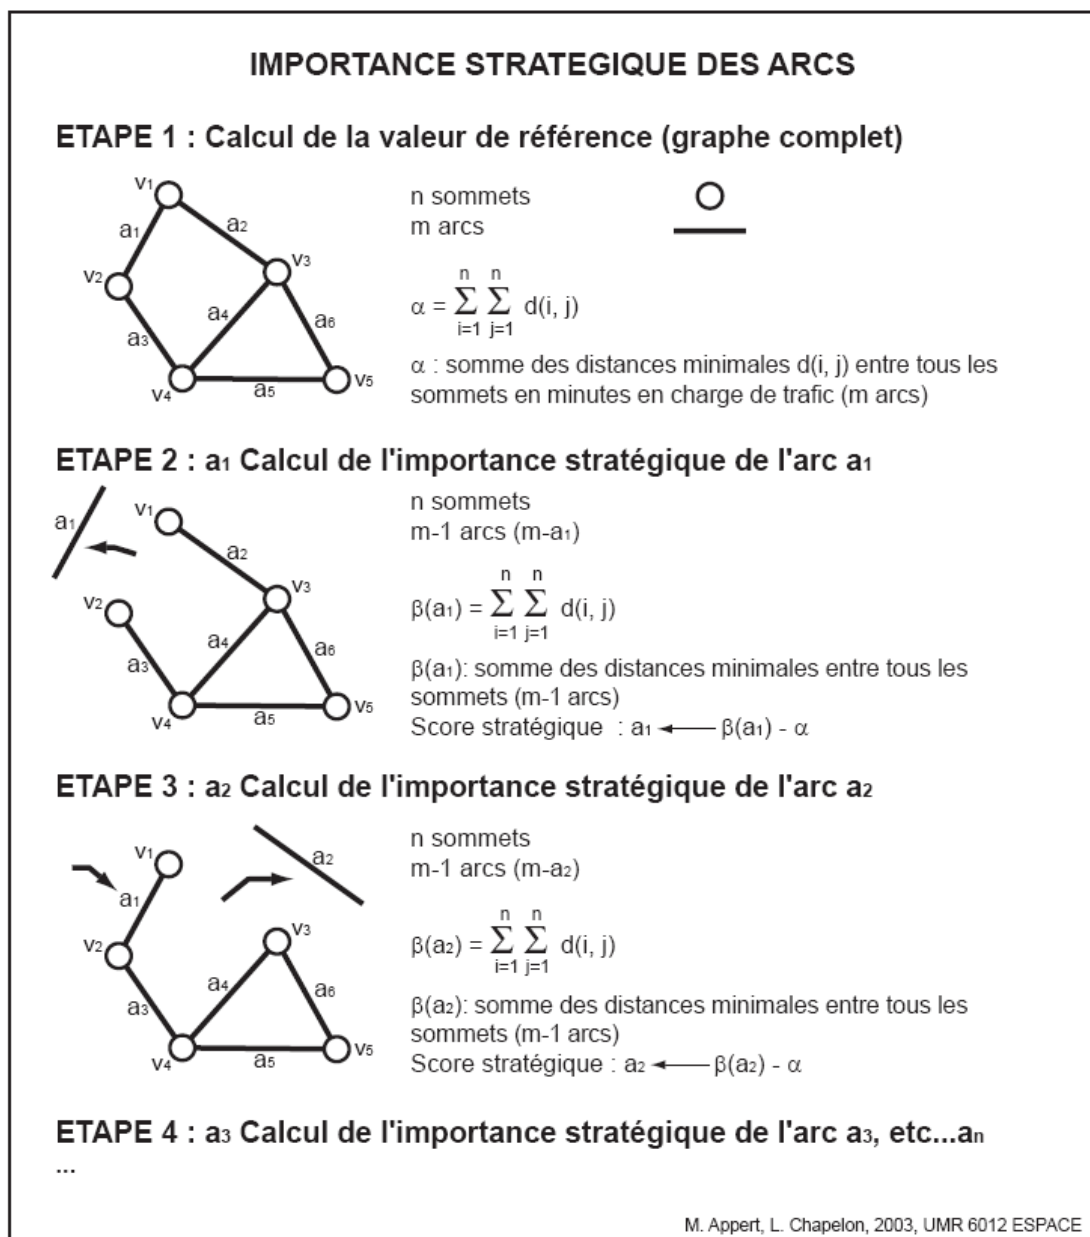 IMPORTANCE STRATEGIQUE DES ARCS
ETAPE 1 : Calcul de la valeur de référence (graphe complet)
v1
a1
a2
v2
v3
a4
a3
a6
v4
a5
v5
n sommets
m arcs
α = n Σ i=1 n Σ j=1 d(i, j)
α : somme des distances minimales d(i, j) entre tous les
sommets en minutes en charge de trafic (m arcs)
ETAPE 2 : a1 Calcul de l'importance stratégique de l'arc a1
a1
v1
a2
v2
v3
a4
a3
a6
v4
a5
v5
n sommets
m-1 arcs (m-a1)
β(a1) = n Σ i=1 n Σ j=1 d(i, j)
β(a1): somme des distances minimales entre tous les
sommets (m-1 arcs)
Score stratégique : a1 ← β(a1) - α
ETAPE 3 : a2 Calcul de l'importance stratégique de l'arc a2
v1
a2
a1
v2
v3
a4
a3
a6
v4
a5
v5
n sommets
m-1 arcs (m-a2)
β(a2) = n Σ i=1 n Σ j=1 d(i, j)
β(a2): somme des distances minimales entre tous les
sommets (m-1 arcs)
Score stratégique : a2 ← β(a2) - α
ETAPE 4 : a3 Calcul de l'importance stratégique de l'arc a3, etc...an
...
M. Appert, L. Chapelon, 2003, UMR 6012 ESPACE